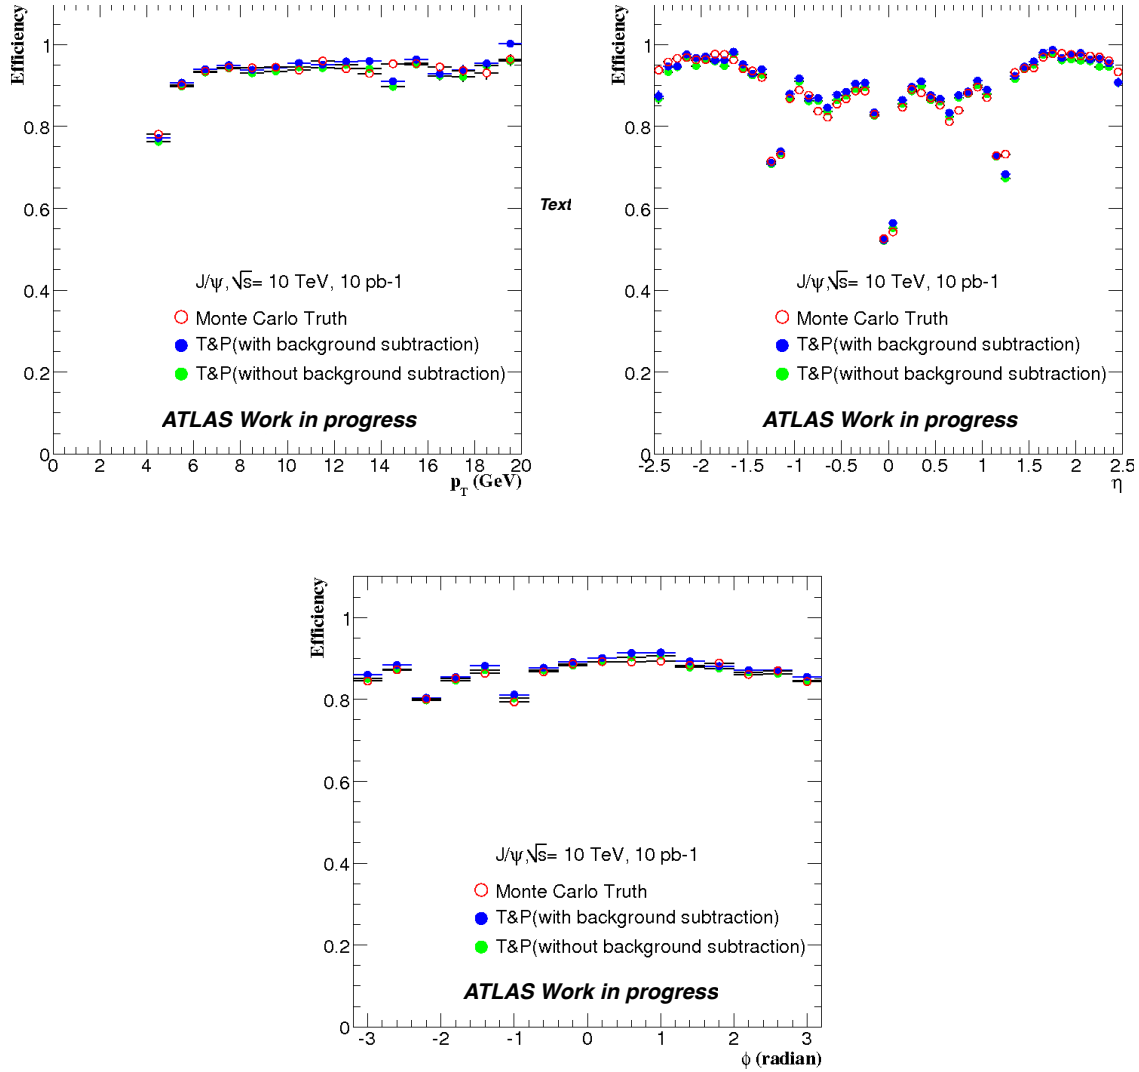 Efficiency
1
0.8
0.6
0.4
0.2
0
0 2 4 6 8 10 12 14 16 18 20
p_T (GeV)
J/ψ,√s= 10 TeV, 10 pb-1
Monte Carlo Truth
T&P(with background subtraction)
T&P(without background subtraction)
ATLAS Work in progress
Text
Efficiency
1
0.8
0.6
0.4
0.2
0
-2.5 -2 -1.5 -1 -0.5 0 0.5 1 1.5 2 2.5
η
J/ψ,√s= 10 TeV, 10 pb-1
Monte Carlo Truth
T&P(with background subtraction)
T&P(without background subtraction)
ATLAS Work in progress
Efficiency
1
0.8
0.6
0.4
0.2
0
-3 -2 -1 0 1 2 3
ϕ (radian)
J/ψ,√s= 10 TeV, 10 pb-1
Monte Carlo Truth
T&P(with background subtraction)
T&P(without background subtraction)
ATLAS Work in progress